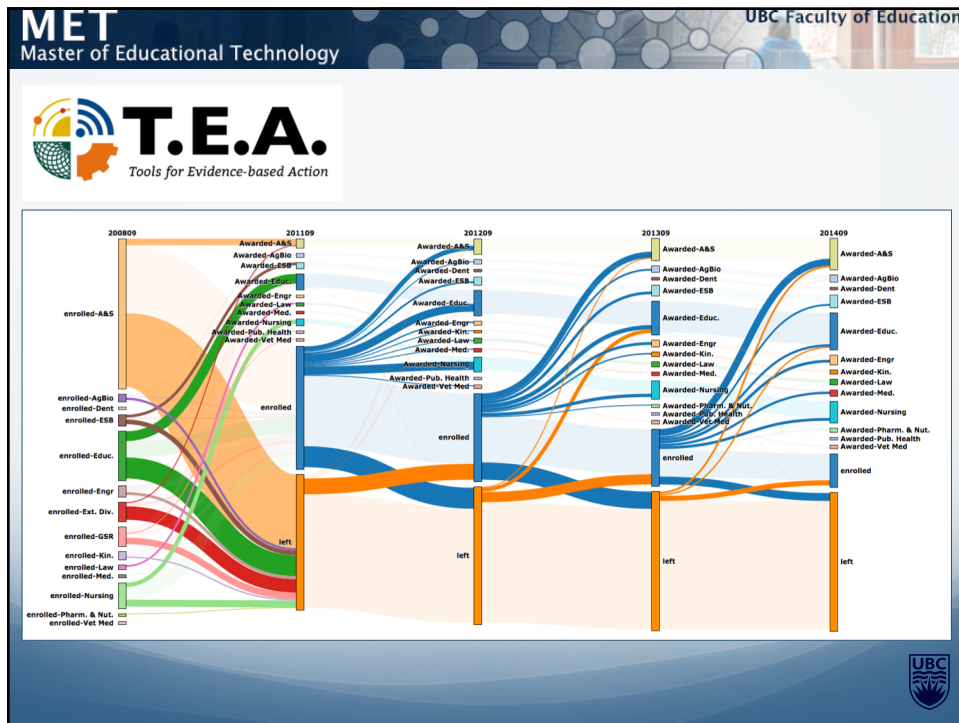 MET
Master of Educational Technology
UBC Faculty of Education
T.E.A.
Tools for Evidence-based Action
200809
enrolled-A&S
enrolled-AgBio
enrolled-Dent
enrolled-ESB
enrolled-Educ.
enrolled-Engr
enrolled-Ext. Div.
enrolled-GSR
enrolled-Kin.
enrolled-Law
enrolled-Med.
enrolled-Nursing
enrolled-Pharm. & Nut.
enrolled-Vet Med
201109
Awarded-A&S
Awarded-AgBio
Awarded-ESB
Awarded-Educ.
Awarded-Engr
Awarded-Law
Awarded-Med.
Awarded-Nursing
Awarded-Pub. Health
Awarded-Vet Med
enrolled
left
201209
Awarded-A&S
Awarded-AgBio
Awarded-Dent
Awarded-ESB
Awarded-Educ.
Awarded-Engr
Awarded-Kin.
Awarded-Law
Awarded-Med.
Awarded-Nursing
Awarded-Pub. Health
Awarded-Vet Med
enrolled
left
201309
Awarded-A&S
Awarded-AgBio
Awarded-Dent
Awarded-ESB
Awarded-Educ.
Awarded-Engr
Awarded-Kin.
Awarded-Law
Awarded-Med.
Awarded-Nursing
Awarded-Pharm. & Nut.
Awarded-Pub. Health
Awarded-Vet Med
enrolled
left
201409
Awarded-A&S
Awarded-AgBio
Awarded-Dent
Awarded-ESB
Awarded-Educ.
Awarded-Engr
Awarded-Kin.
Awarded-Law
Awarded-Med.
Awarded-Nursing
Awarded-Pharm. & Nut.
Awarded-Pub. Health
Awarded-Vet Med
enrolled
left
UBC